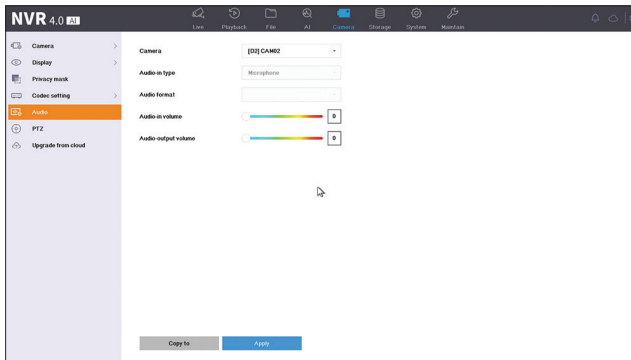 NVR 4.0 AI
Live Playback File AI Camera Storage System Maintain
Camera
Display
Privacy mask
Codec setting
Audio
PTZ
Upgrade from cloud
Camera [D2] CAM02
Audio-in type Microphone
Audio format
Audio-in volume 0
Audio-output volume 0
Copy to Apply